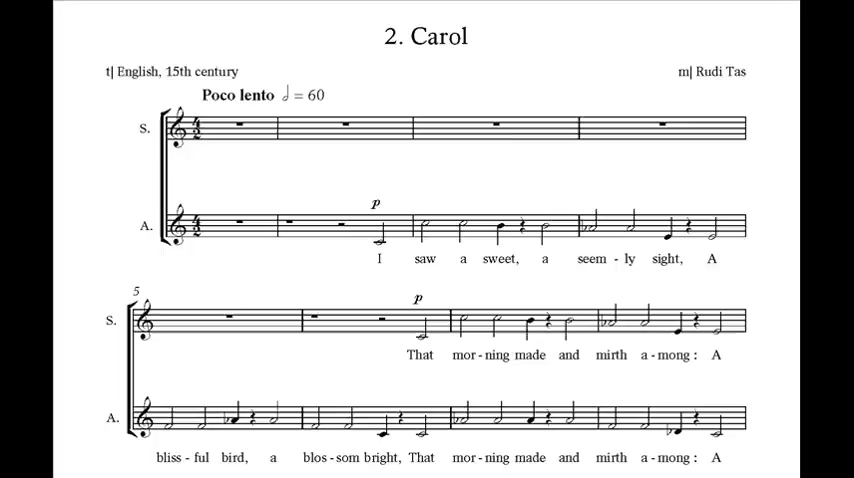 2. Carol
t| English, 15th century
m| Rudi Tas
Poco lento 𝅗𝅥 = 60
S.
p
A.
I saw a sweet, a seem - ly sight, A
5
p
S.
That mor - ning made and mirth a - mong : A
A.
bliss - ful bird, a blos - som bright, That mor - ning made and mirth a - mong : A